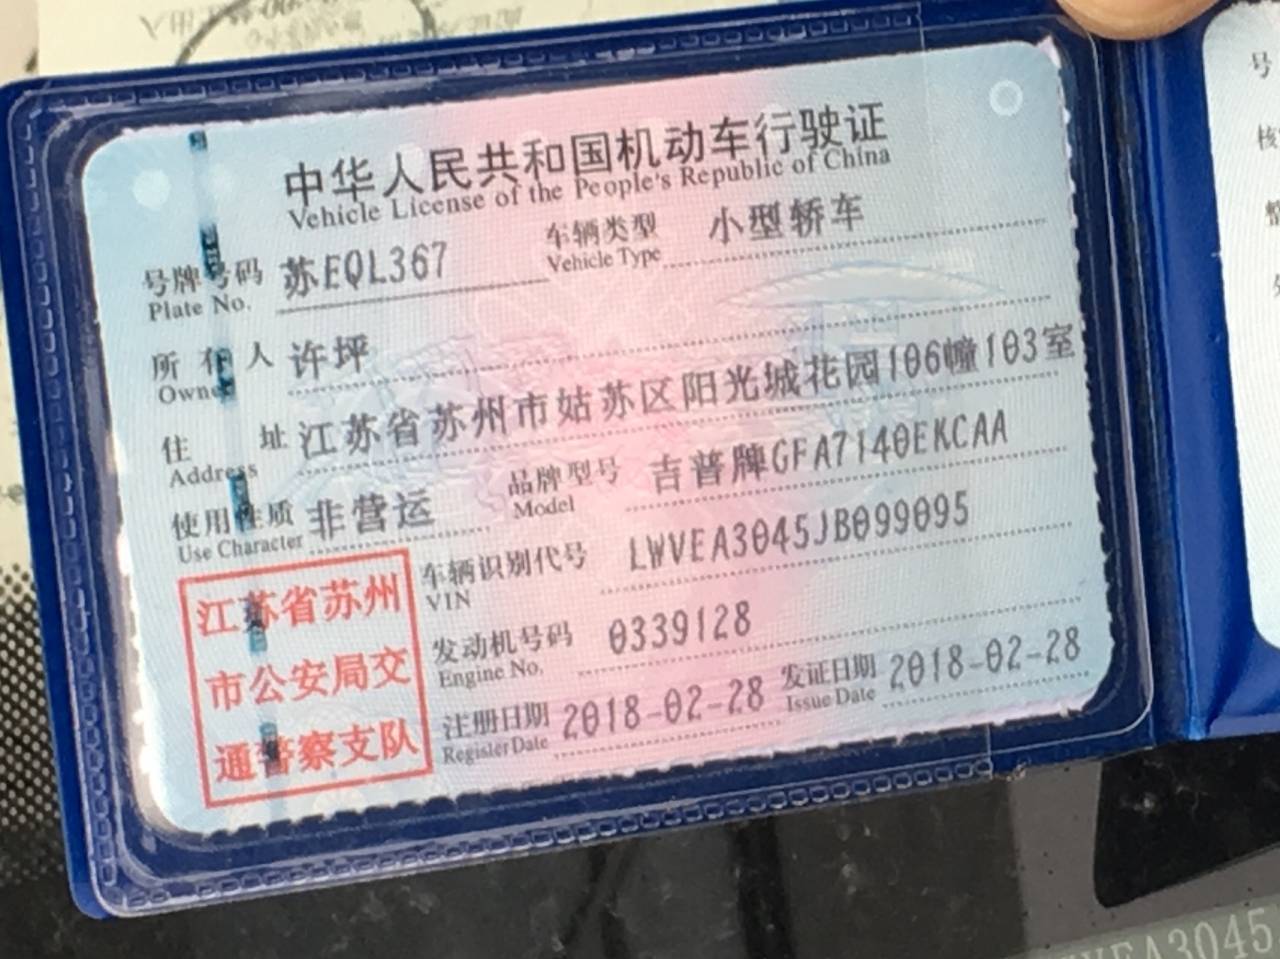 中华人民共和国机动车行驶证
Vehicle License of the People's Republic of China
号牌号码 苏EQL367 车辆类型 小型轿车
Plate No. Vehicle Type
所有人 许坪
Owner
住址 江苏省苏州市姑苏区阳光城花园106幢103室
Address
使用性质 非营运 品牌型号 吉普牌GFA7140EKCAA
Use Character Model
江苏省苏州
市公安局交
通警察支队
车辆识别代号 LWVEA3045JB099095
VIN
发动机号码 0339128
Engine No.
注册日期 2018-02-28 发证日期 2018-02-28
Register Date Issue Date
号
核
EA3045